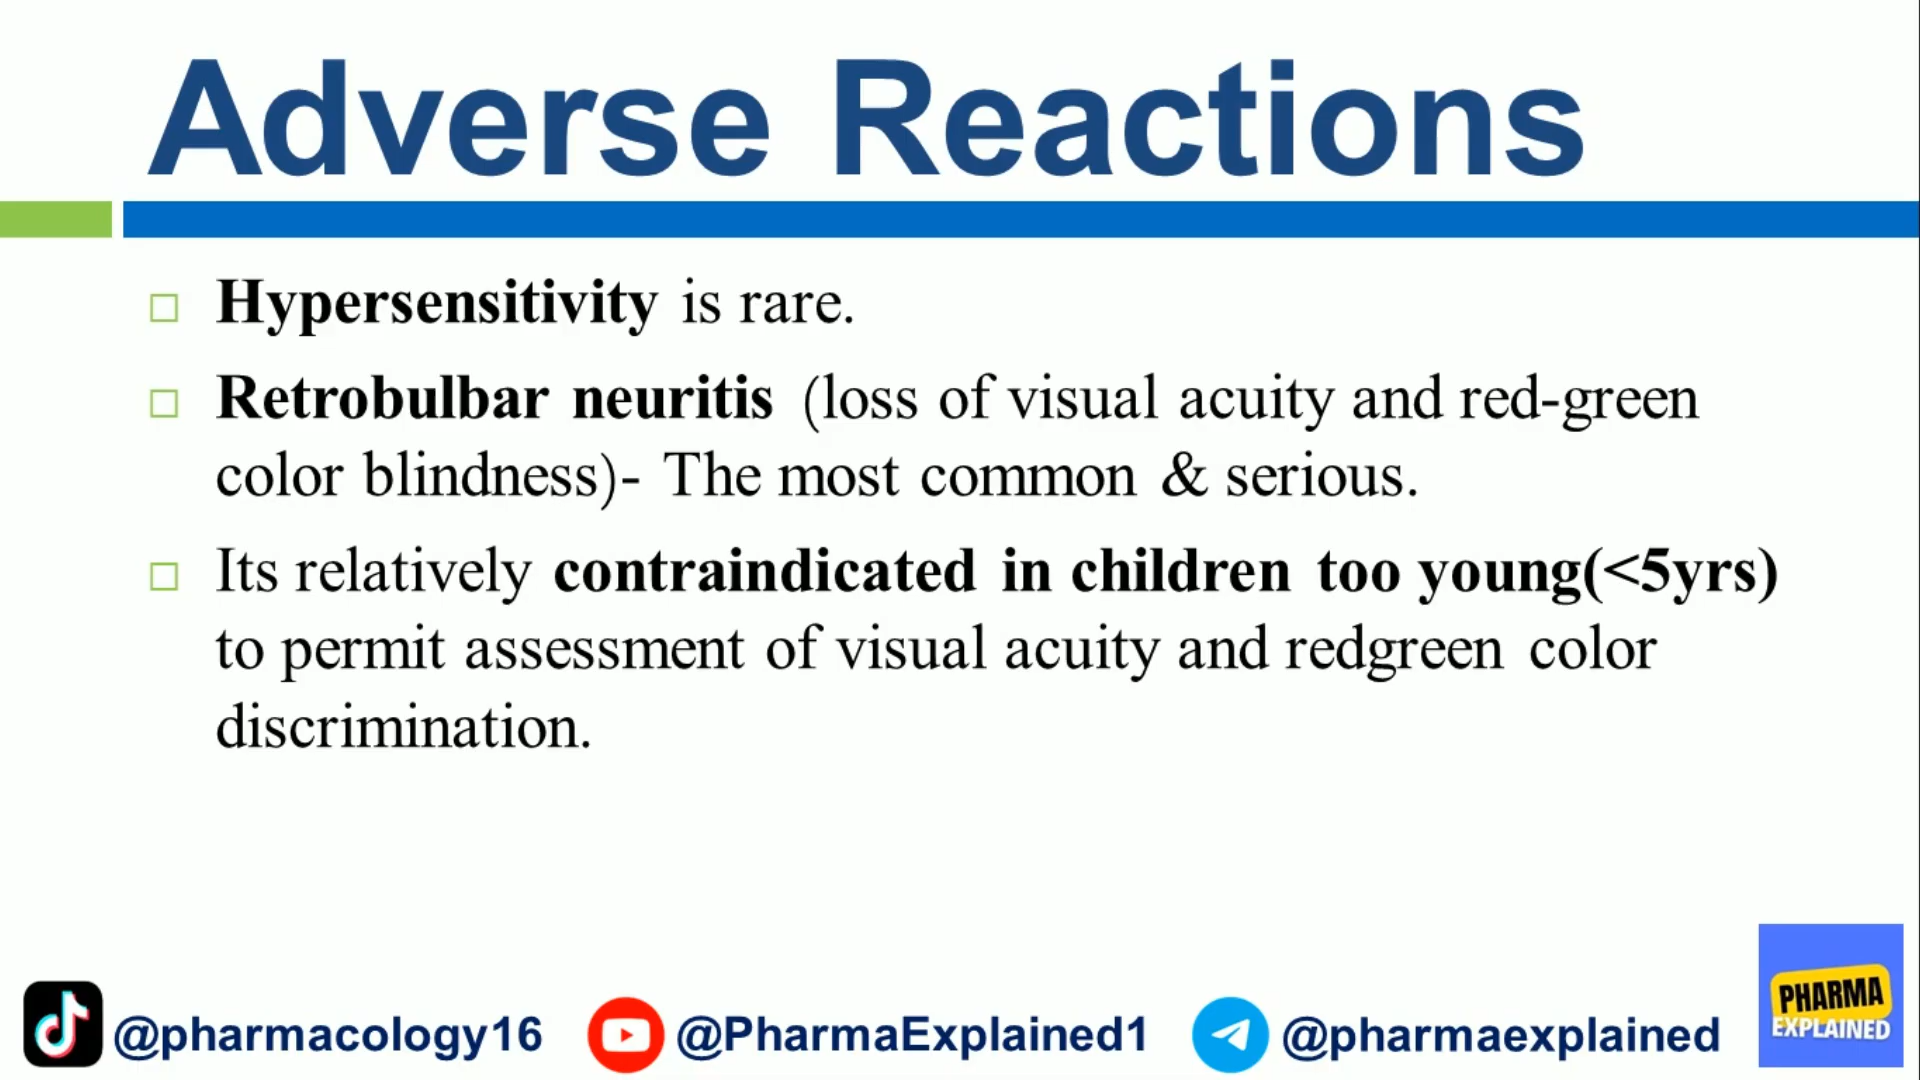 Adverse Reactions
Hypersensitivity is rare.
Retrobulbar neuritis (loss of visual acuity and red-green
color blindness)- The most common & serious.
Its relatively contraindicated in children too young(<5yrs)
to permit assessment of visual acuity and redgreen color
discrimination.
PHARMA
EXPLAINED
@pharmacology16 @PharmaExplained1 @pharmaexplained